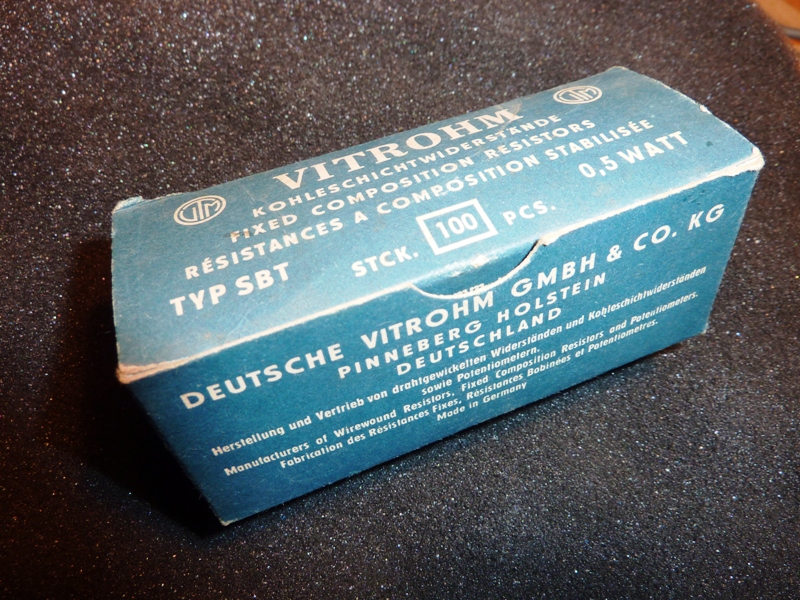 VITROHM
KOHLESCHICHTWIDERSTÄNDE
FIXED COMPOSITION RESISTORS
RÉSISTANCES A COMPOSITION STABILISÉE
TYP SBT STCK. 100 PCS. 0,5 WATT
DEUTSCHE VITROHM GMBH & CO. KG
PINNEBERG HOLSTEIN
DEUTSCHLAND
Herstellung und Vertrieb von drahtgewickelten Widerständen und Kohleschichtwiderständen
sowie Potentiometern.
Manufacturers of Wirewound Resistors, Fixed Composition Resistors and Potentiometers.
Fabrication des Résistances Fixes, Résistances Bobinées et Potentiometres.
Made in Germany